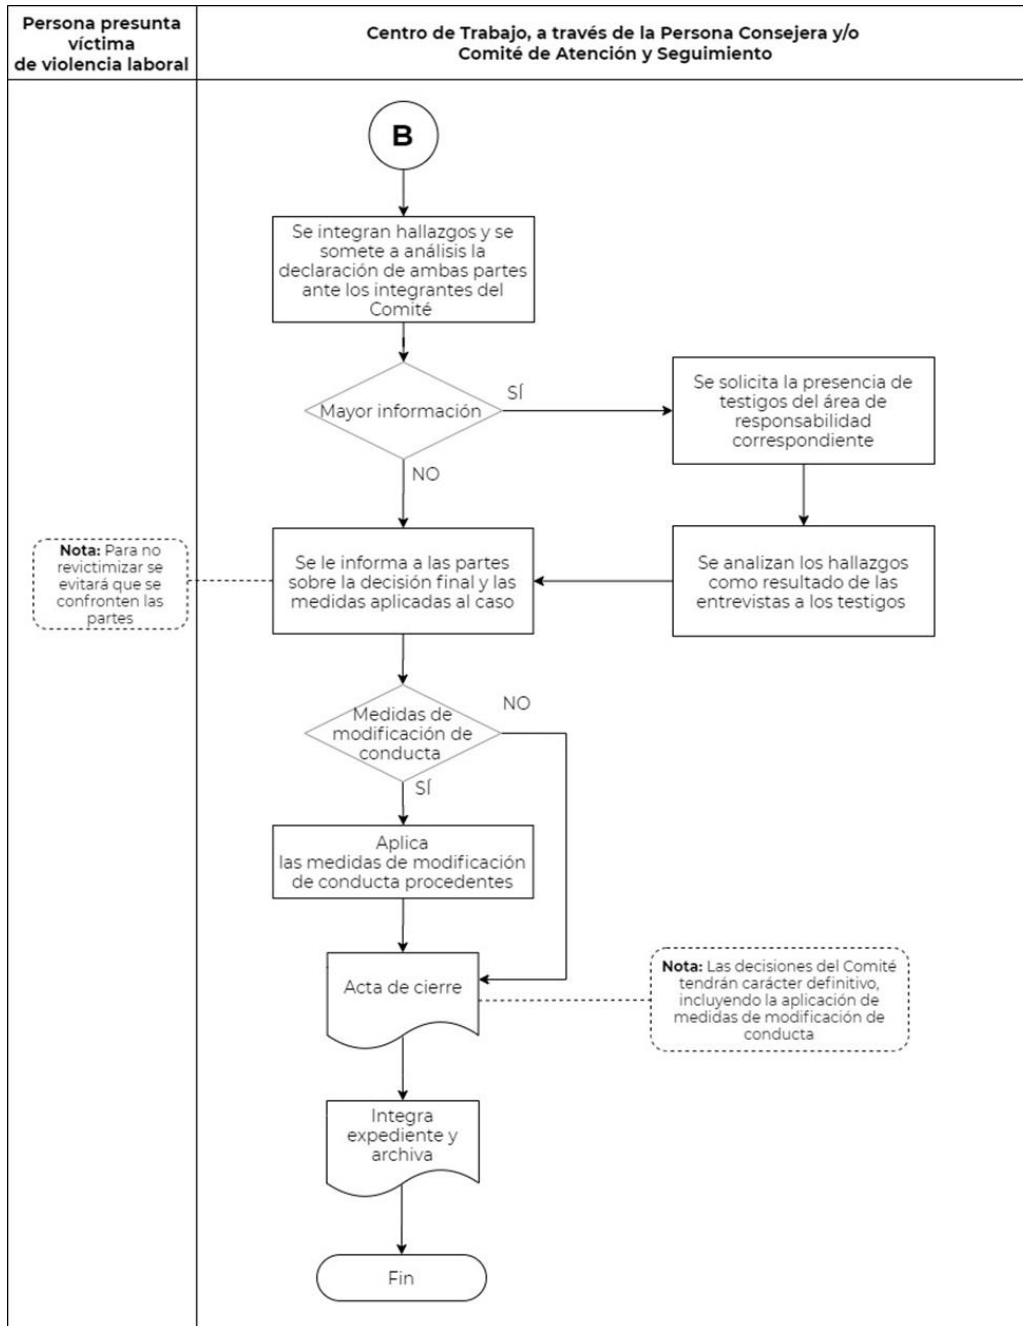 Persona presunta
víctima
de violencia laboral
Centro de Trabajo, a través de la Persona Consejera y/o
Comité de Atención y Seguimiento
B
Se integran hallazgos y se
somete a análisis la
declaración de ambas partes
ante los integrantes del
Comité
Mayor información
SÍ
Se solicita la presencia de
testigos del área de
responsabilidad
correspondiente
NO
Nota: Para no
revictimizar se
evitará que se
confronten las
partes
Se le informa a las partes
sobre la decisión final y las
medidas aplicadas al caso
Se analizan los hallazgos
como resultado de las
entrevistas a los testigos
Medidas de
modificación de
conducta
NO
SÍ
Aplica
las medidas de modificación
de conducta procedentes
Acta de cierre
Nota: Las decisiones del Comité
tendrán carácter definitivo,
incluyendo la aplicación de
medidas de modificación de
conducta
Integra
expediente y
archiva
Fin